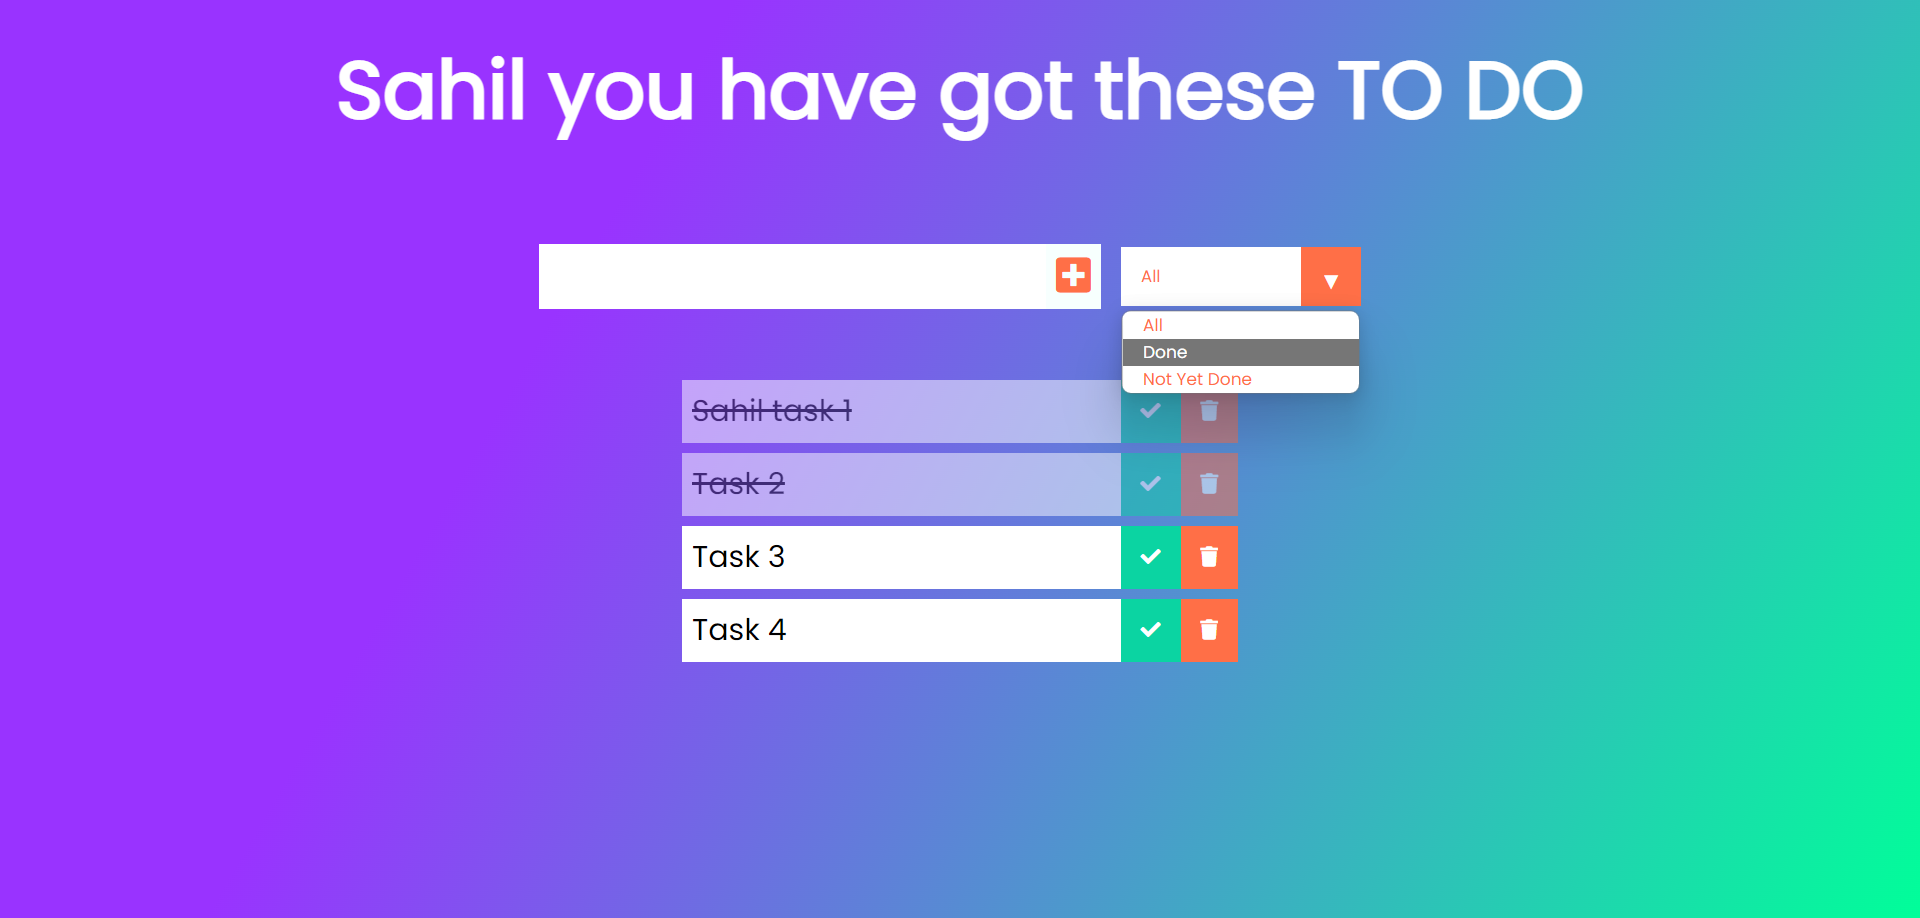 Sahil you have got these TO DO
All
All
Done
Not Yet Done
Sahil task 1
Task 2
Task 3
Task 4